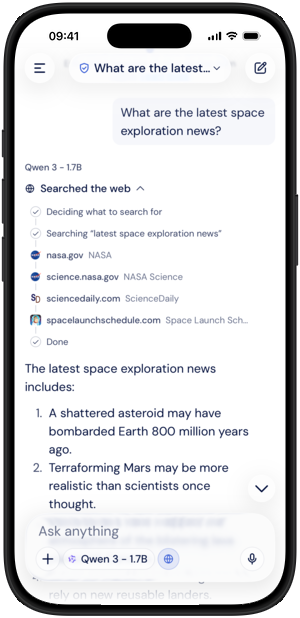 09:41
What are the latest...
What are the latest space
exploration news?
Qwen 3 - 1.7B
Searched the web
Deciding what to search for
Searching “latest space exploration news”
nasa.gov NASA
science.nasa.gov NASA Science
sciencedaily.com ScienceDaily
spacelaunchschedule.com Space Launch Sch...
Done
The latest space exploration news
includes:
1. A shattered asteroid may have
bombarded Earth 800 million years
ago.
2. Terraforming Mars may be more
realistic than scientists once
thought.
Ask anything
Qwen 3 - 1.7B
rely on new reusable landers.